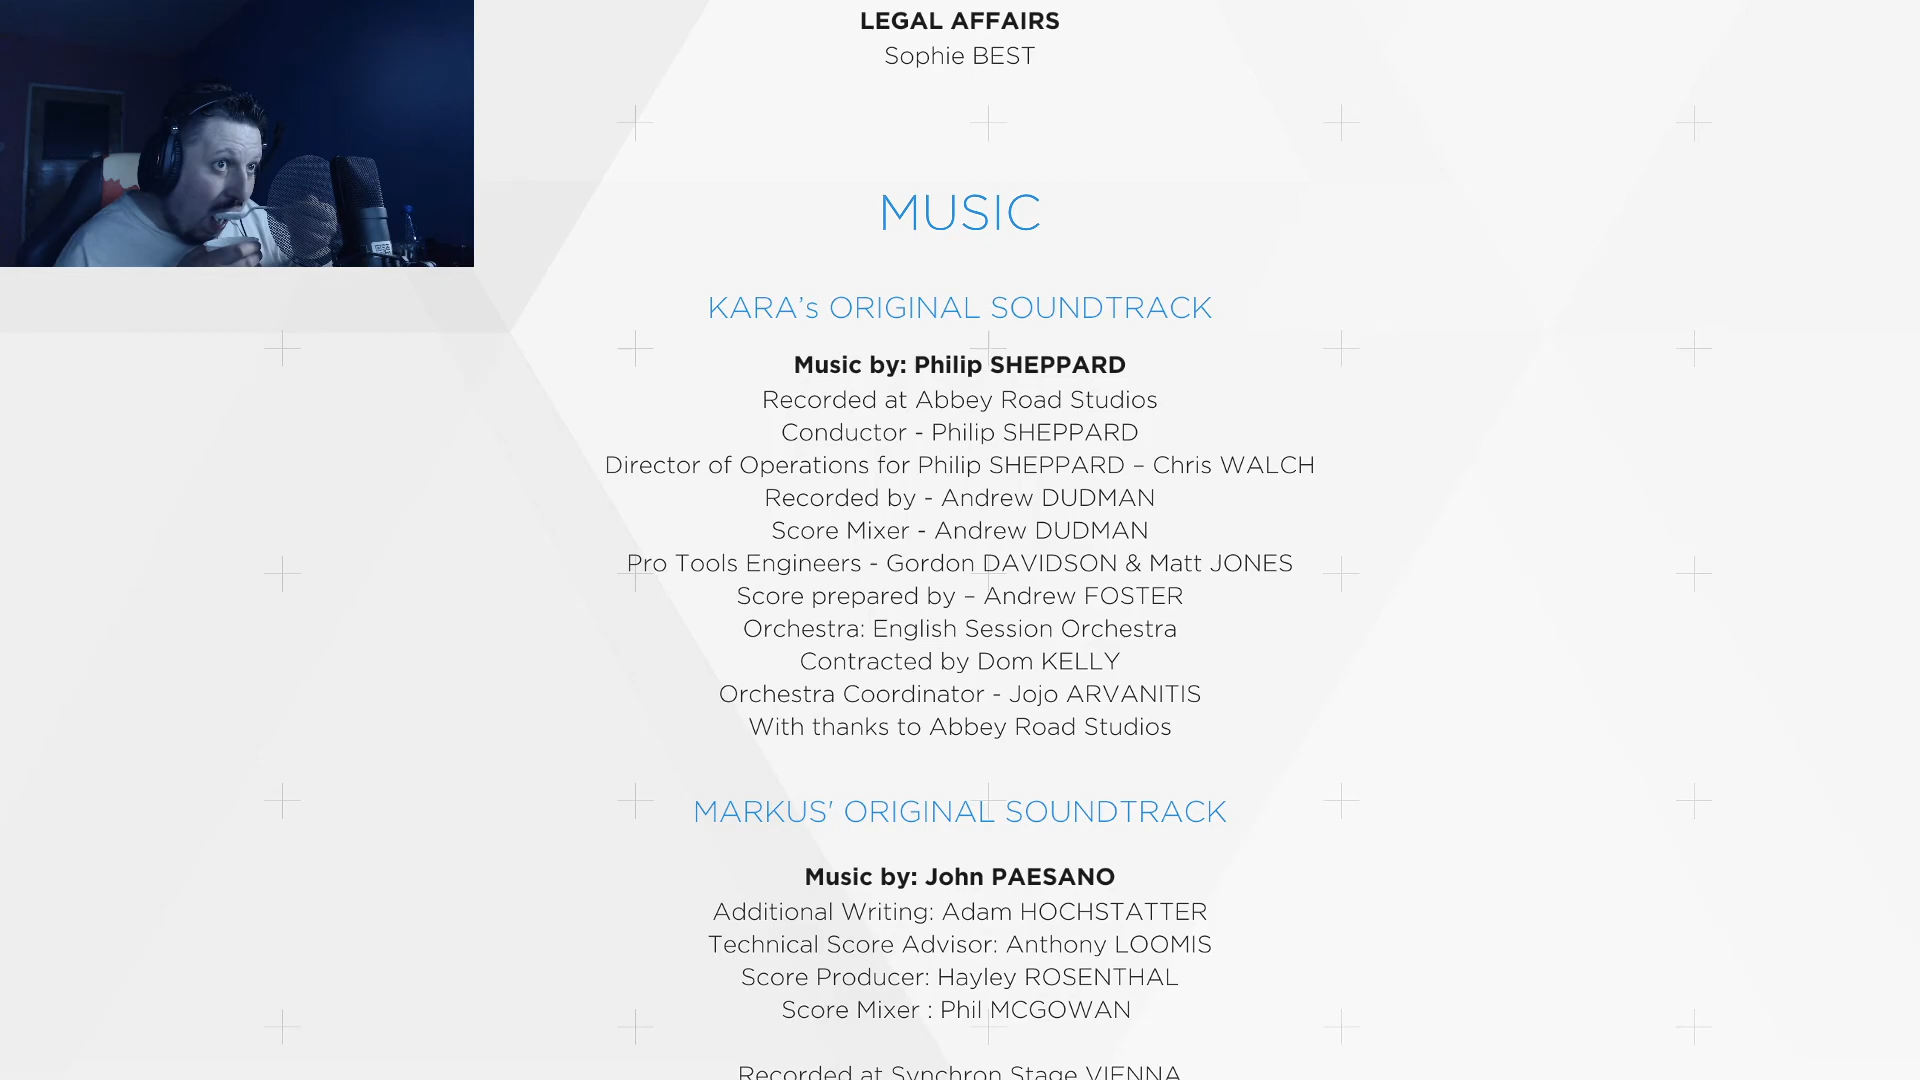 LEGAL AFFAIRS
Sophie BEST
MUSIC
KARA’s ORIGINAL SOUNDTRACK
Music by: Philip SHEPPARD
Recorded at Abbey Road Studios
Conductor - Philip SHEPPARD
Director of Operations for Philip SHEPPARD – Chris WALCH
Recorded by - Andrew DUDMAN
Score Mixer - Andrew DUDMAN
Pro Tools Engineers - Gordon DAVIDSON & Matt JONES
Score prepared by – Andrew FOSTER
Orchestra: English Session Orchestra
Contracted by Dom KELLY
Orchestra Coordinator - Jojo ARVANITIS
With thanks to Abbey Road Studios
MARKUS' ORIGINAL SOUNDTRACK
Music by: John PAESANO
Additional Writing: Adam HOCHSTATTER
Technical Score Advisor: Anthony LOOMIS
Score Producer: Hayley ROSENTHAL
Score Mixer : Phil MCGOWAN
Recorded at Synchron Stage VIENNA